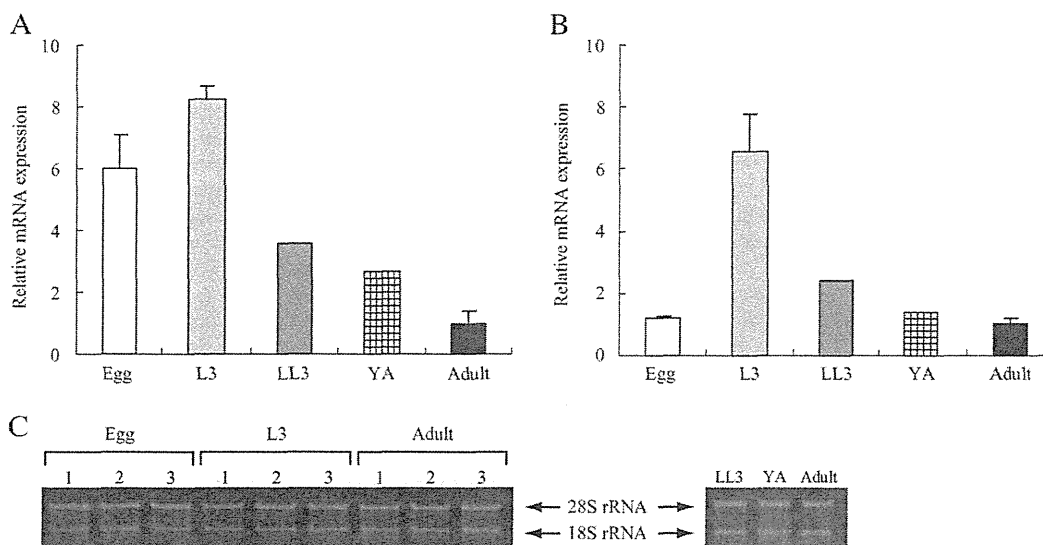 A
B
Relative mRNA expression
10
8
6
4
2
0
Egg L3 LL3 YA Adult
Relative mRNA expression
10
8
6
4
2
0
Egg L3 LL3 YA Adult
C
Egg L3 Adult
1 2 3 1 2 3 1 2 3
LL3 YA Adult
28S rRNA
18S rRNA